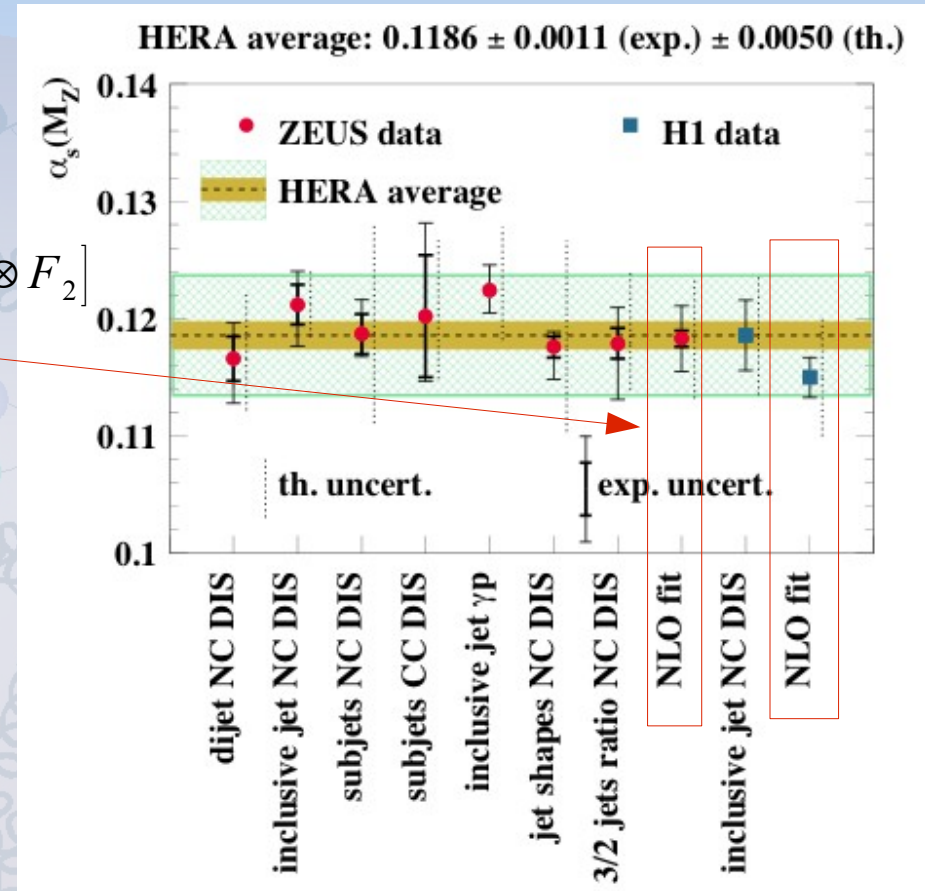 HERA average: 0.1186 ± 0.0011 (exp.) ± 0.0050 (th.)
α_s(M_Z)
0.14
ZEUS data
H1 data
HERA average
0.13
⊗ F_2]
0.12
0.11
th. uncert.
exp. uncert.
0.1
dijet NC DIS
inclusive jet NC DIS
subjets NC DIS
subjets CC DIS
inclusive jet γp
jet shapes NC DIS
3/2 jets ratio NC DIS
NLO fit
inclusive jet NC DIS
NLO fit